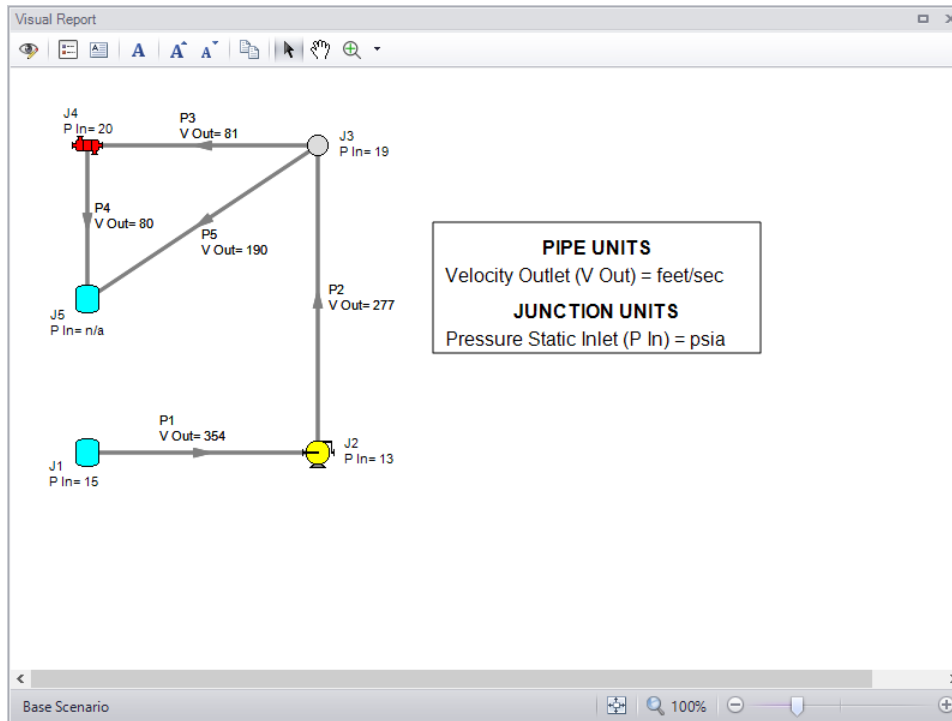 Visual Report
A A A
J4
P In= 20
P3
V Out= 81
J3
P In= 19
P4
V Out= 80
P5
V Out= 190
J5
P In= n/a
P2
V Out= 277
PIPE UNITS
Velocity Outlet (V Out) = feet/sec
JUNCTION UNITS
Pressure Static Inlet (P In) = psia
P1
V Out= 354
J1
P In= 15
J2
P In= 13
Base Scenario
100%